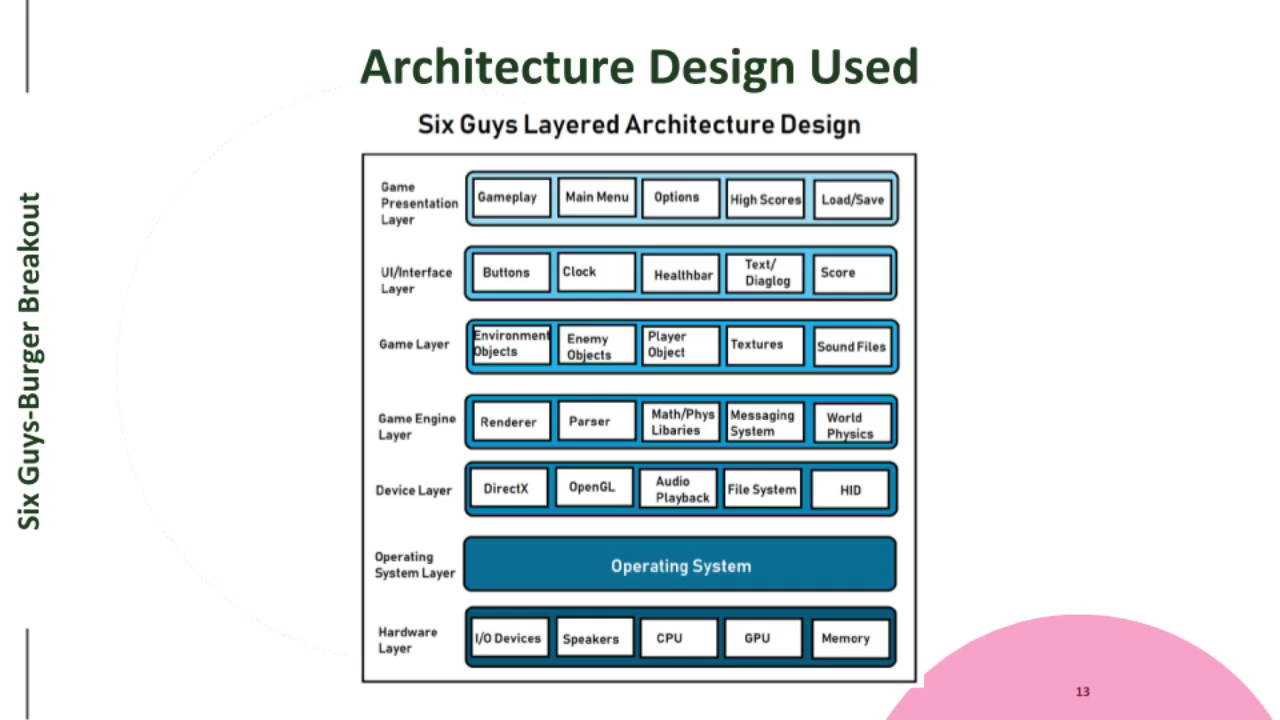 Architecture Design Used
Six Guys Layered Architecture Design
Six Guys-Burger Breakout
Game
Presentation
Layer
Gameplay
Main Menu
Options
High Scores
Load/Save
UI/Interface
Layer
Buttons
Clock
Healthbar
Text/
Diaglog
Score
Game Layer
Environment
Objects
Enemy
Objects
Player
Object
Textures
Sound Files
Game Engine
Layer
Renderer
Parser
Math/Phys
Libaries
Messaging
System
World
Physics
Device Layer
DirectX
OpenGL
Audio
Playback
File System
HID
Operating
System Layer
Operating System
Hardware
Layer
I/O Devices
Speakers
CPU
GPU
Memory
13